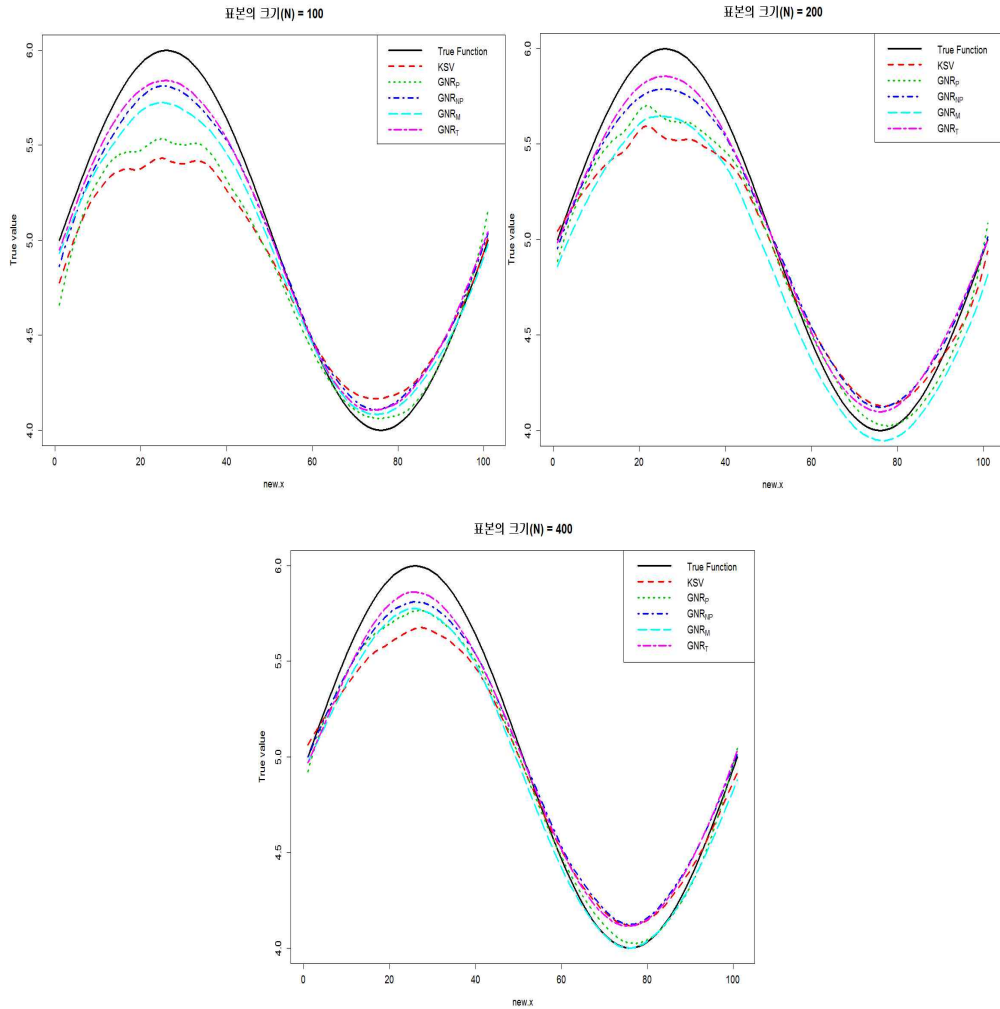 표본의 크기(N) = 100
True value
6.0
5.5
5.0
4.5
4.0
True Function
KSV
GNR_P
GNR_NP
GNR_M
GNR_T
0 20 40 60 80 100
new.x
표본의 크기(N) = 200
True value
6.0
5.5
5.0
4.5
4.0
True Function
KSV
GNR_P
GNR_NP
GNR_M
GNR_T
0 20 40 60 80 100
new.x
표본의 크기(N) = 400
True value
6.0
5.5
5.0
4.5
4.0
True Function
KSV
GNR_P
GNR_NP
GNR_M
GNR_T
0 20 40 60 80 100
new.x